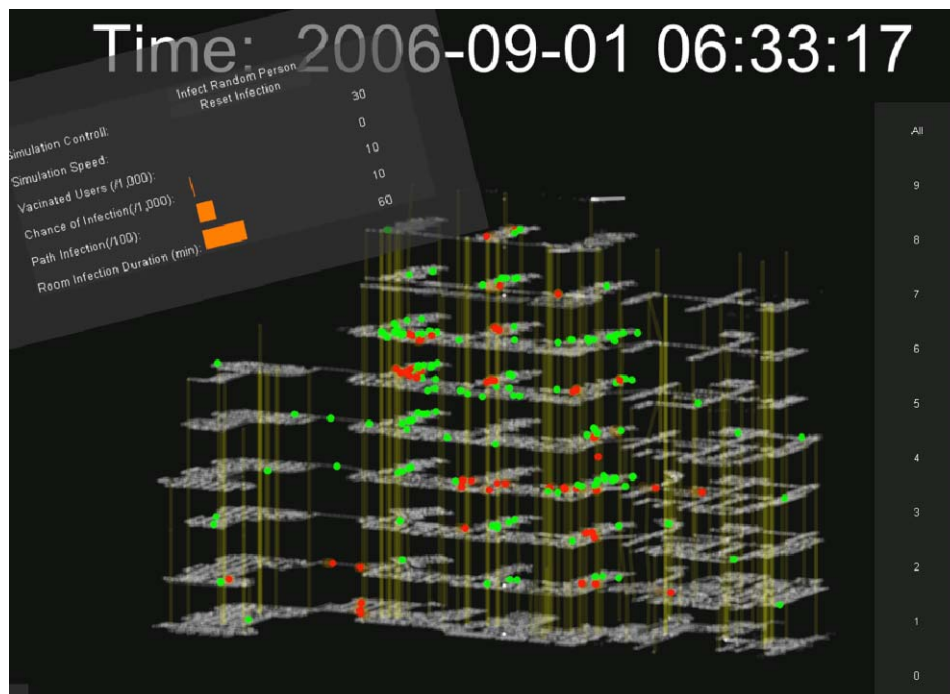 Time: 2006-09-01 06:33:17
Infect Random Person
Reset Infection
Simulation Controll:
Simulation Speed: 30
Vacinated Users (/1,000): 0
Chance of Infection(/1,000): 10
Path Infection(/100): 10
Room Infection Duration (min): 60
All
9
8
7
6
5
4
3
2
1
0